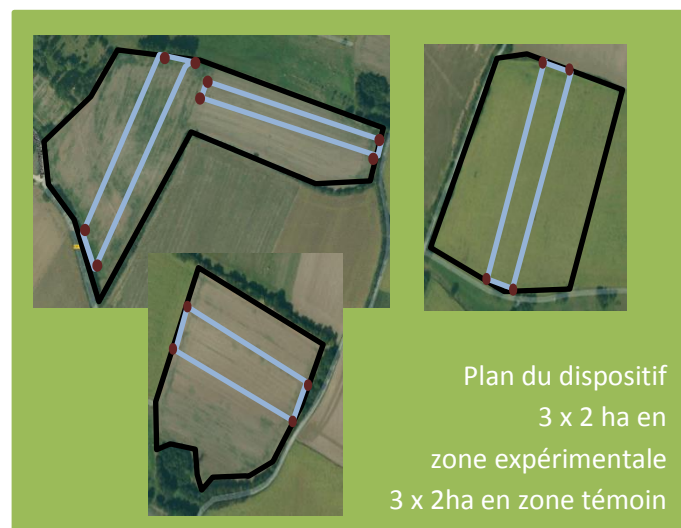 Plan du dispositif
3 x 2 ha en
zone expérimentale
3 x 2ha en zone témoin